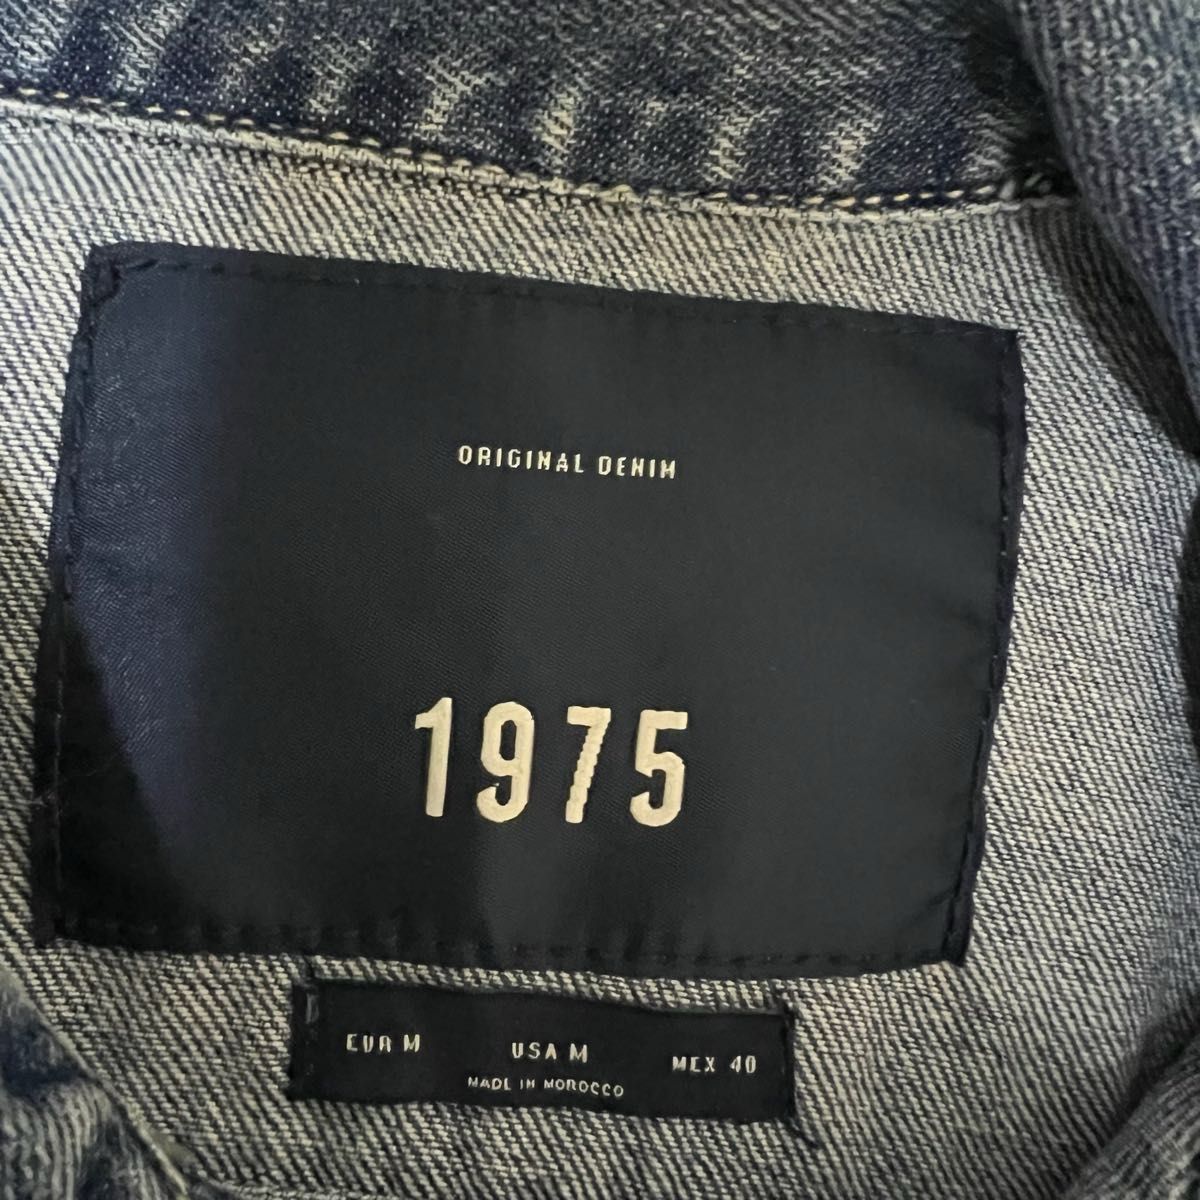 ORIGINAL DENIM
1975
EUR M USA M MEX 40
MADE IN MOROCCO